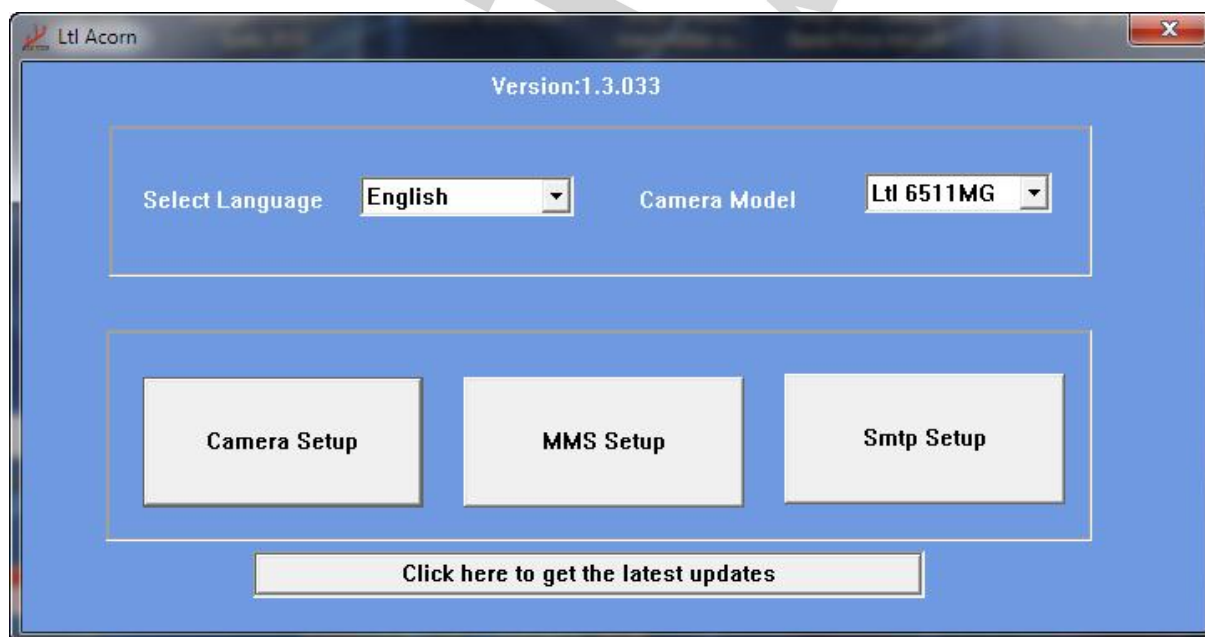 Ltl Acorn
Version:1.3.033
Select Language English Camera Model Ltl 6511MG
Camera Setup MMS Setup Smtp Setup
Click here to get the latest updates